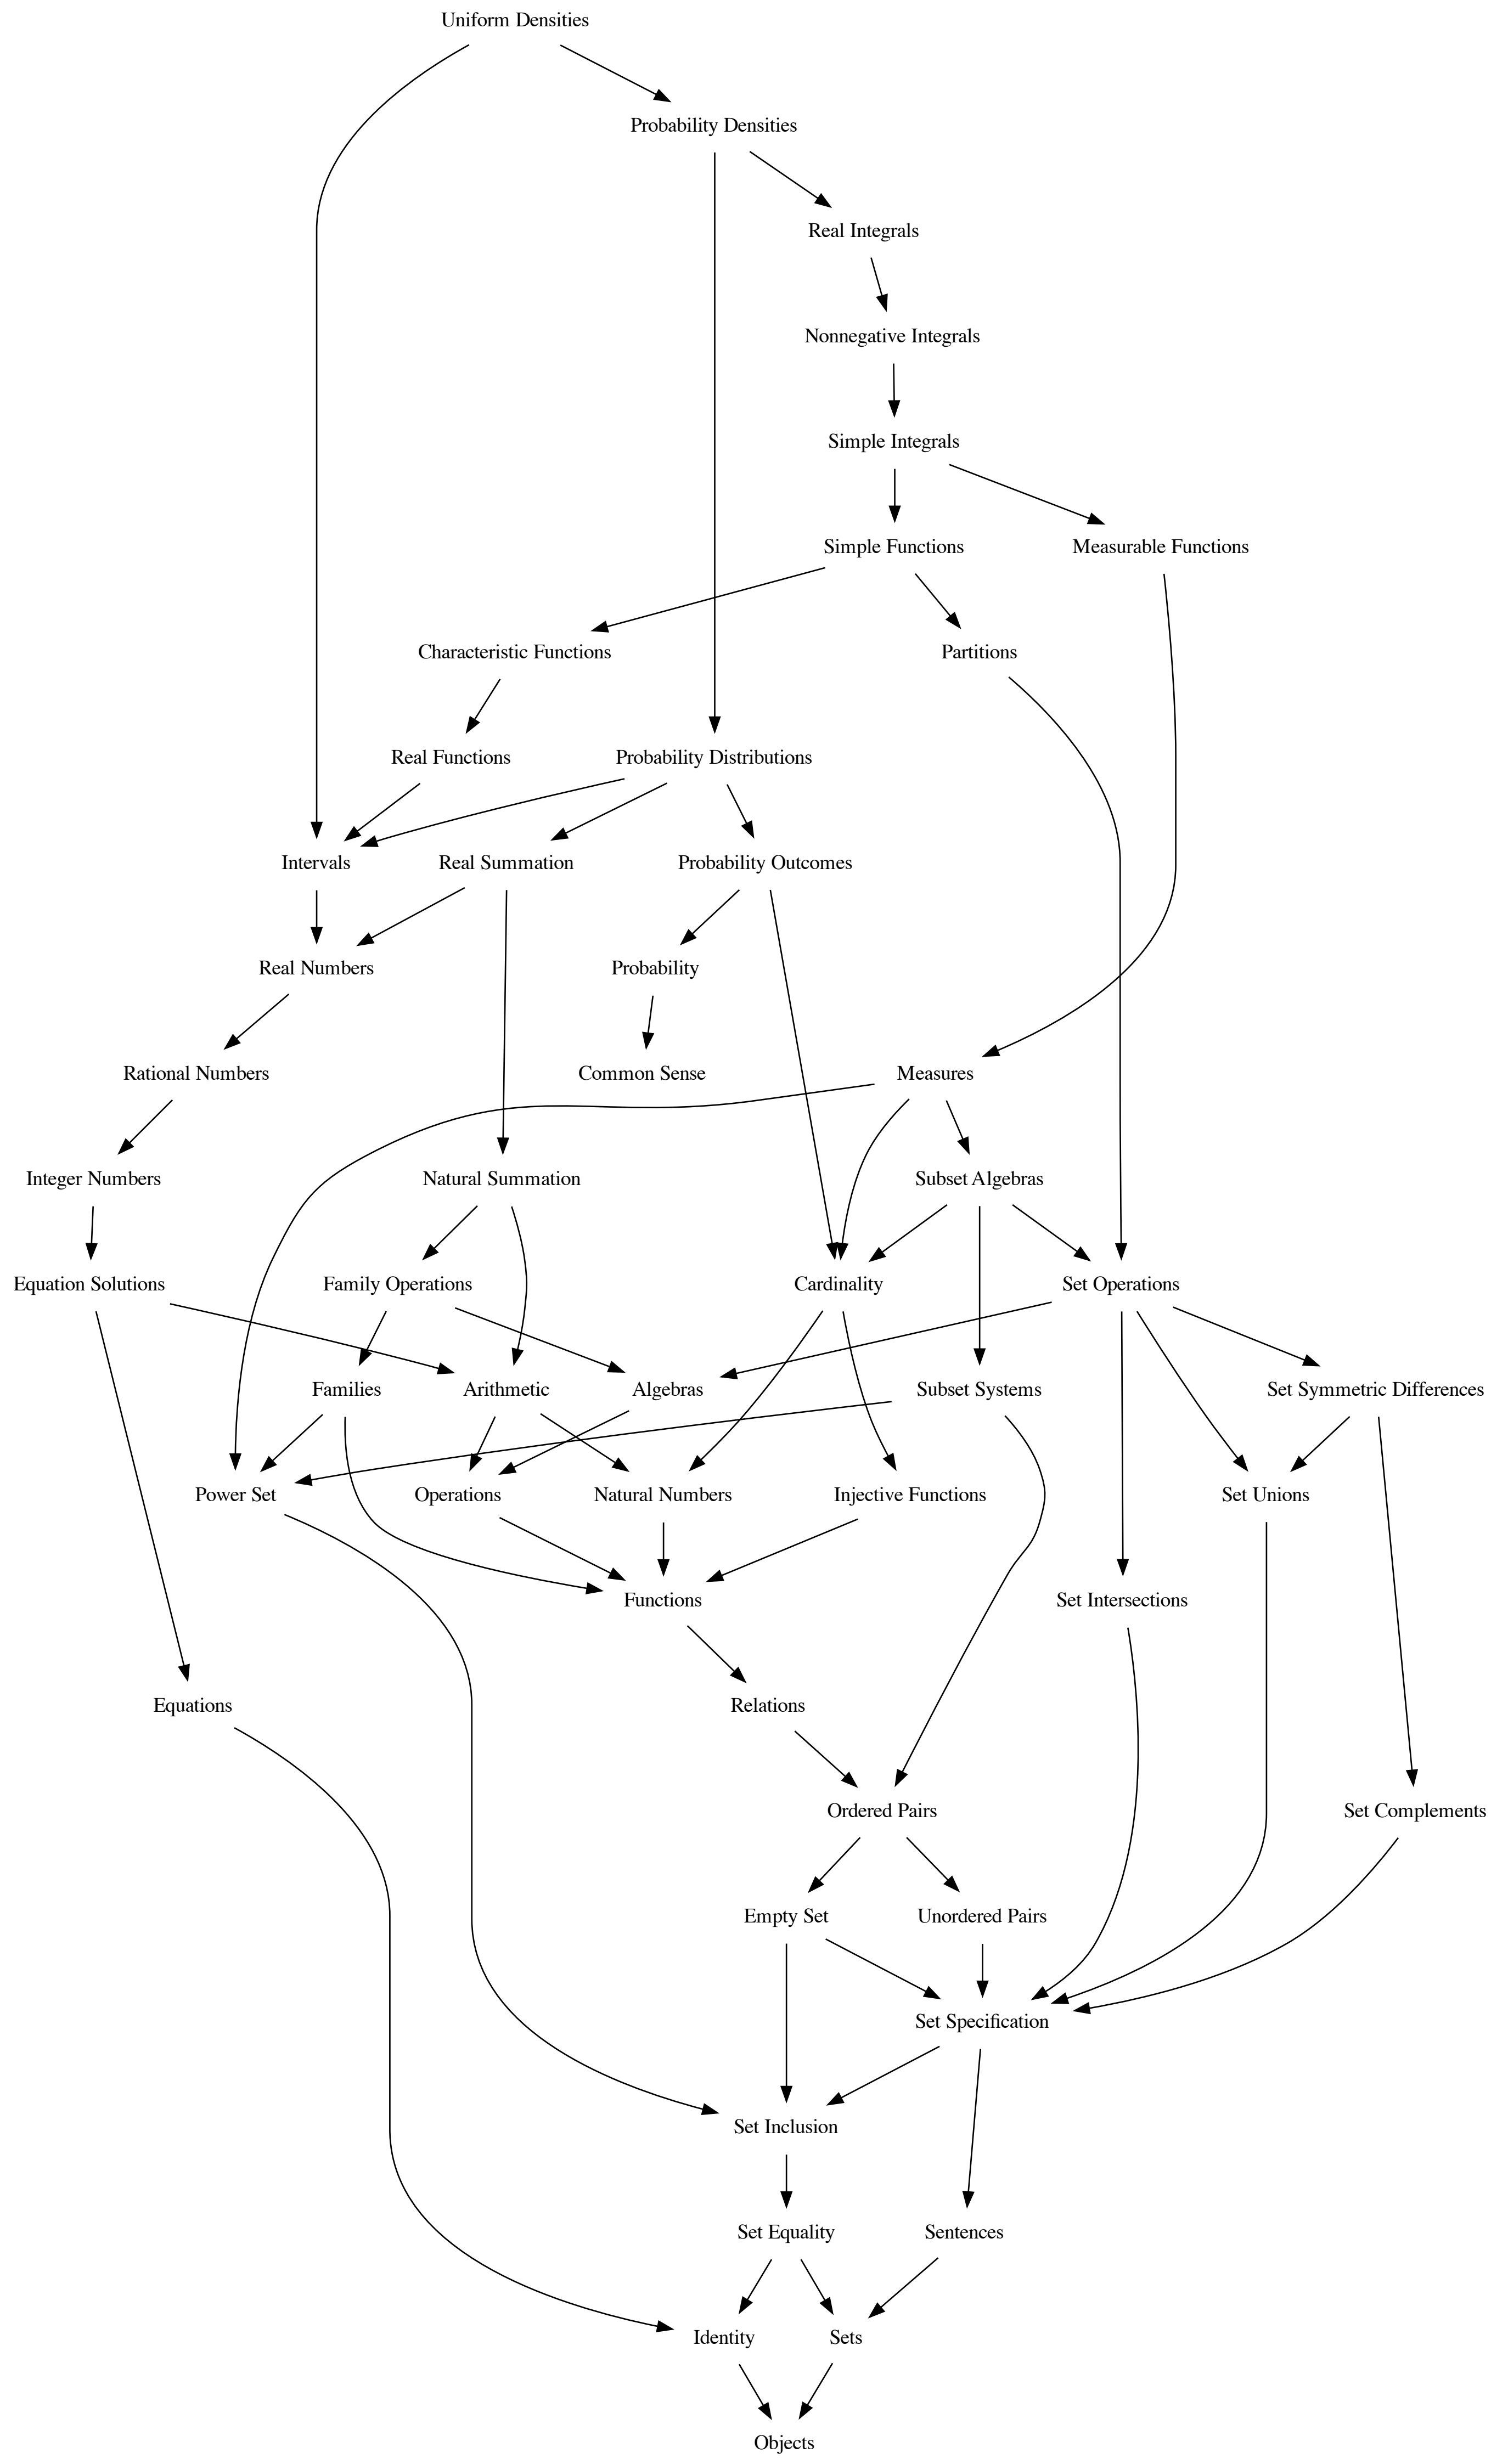 Uniform Densities
Probability Densities
Real Integrals
Nonnegative Integrals
Simple Integrals
Simple Functions
Measurable Functions
Characteristic Functions
Partitions
Real Functions
Probability Distributions
Intervals
Real Summation
Probability Outcomes
Real Numbers
Probability
Rational Numbers
Common Sense
Measures
Integer Numbers
Natural Summation
Subset Algebras
Equation Solutions
Family Operations
Cardinality
Set Operations
Families
Arithmetic
Algebras
Subset Systems
Set Symmetric Differences
Power Set
Operations
Natural Numbers
Injective Functions
Set Unions
Functions
Set Intersections
Equations
Relations
Ordered Pairs
Set Complements
Empty Set
Unordered Pairs
Set Specification
Set Inclusion
Set Equality
Sentences
Identity
Sets
Objects